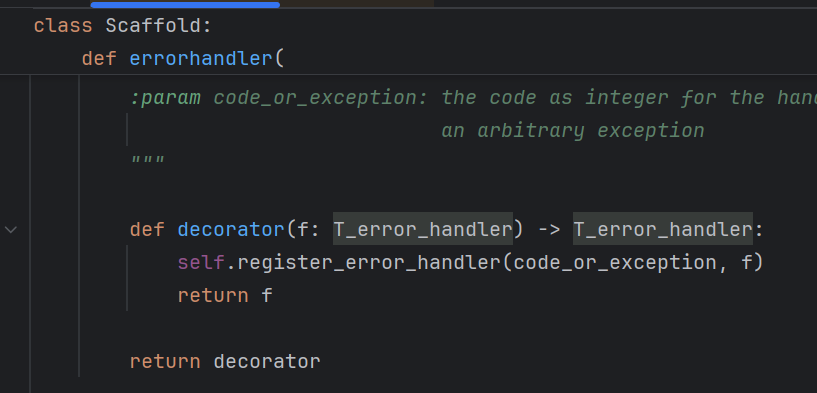 class Scaffold:
    def errorhandler(
        :param code_or_exception: the code as integer for the hand
                                  an arbitrary exception
        """
        def decorator(f: T_error_handler) -> T_error_handler:
            self.register_error_handler(code_or_exception, f)
            return f
        return decorator